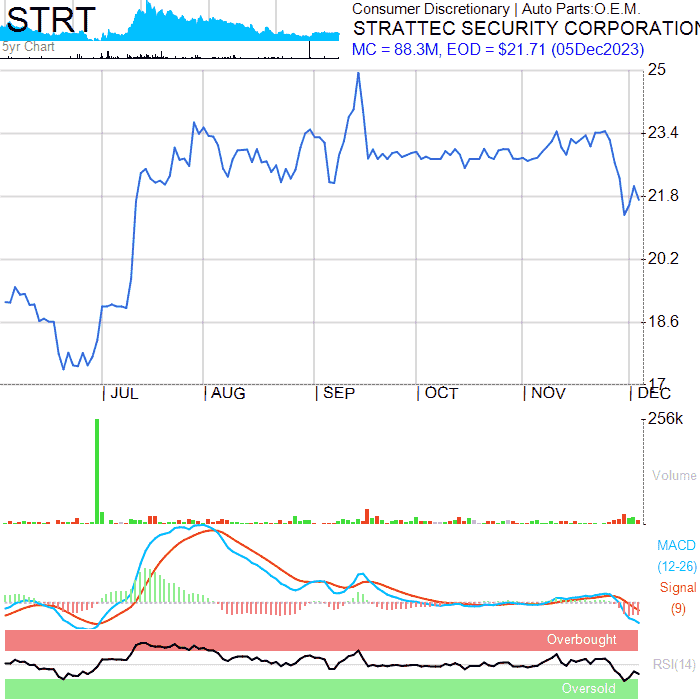 STRT
5yr Chart
Consumer Discretionary | Auto Parts:O.E.M.
STRATTEC SECURITY CORPORATION
MC = 88.3M, EOD = $21.71 (05Dec2023)
25
23.4
21.8
20.2
18.6
17
JUL AUG SEP OCT NOV DEC
256k
Volume
MACD
(12-26)
Signal
(9)
Overbought
RSI(14)
Oversold